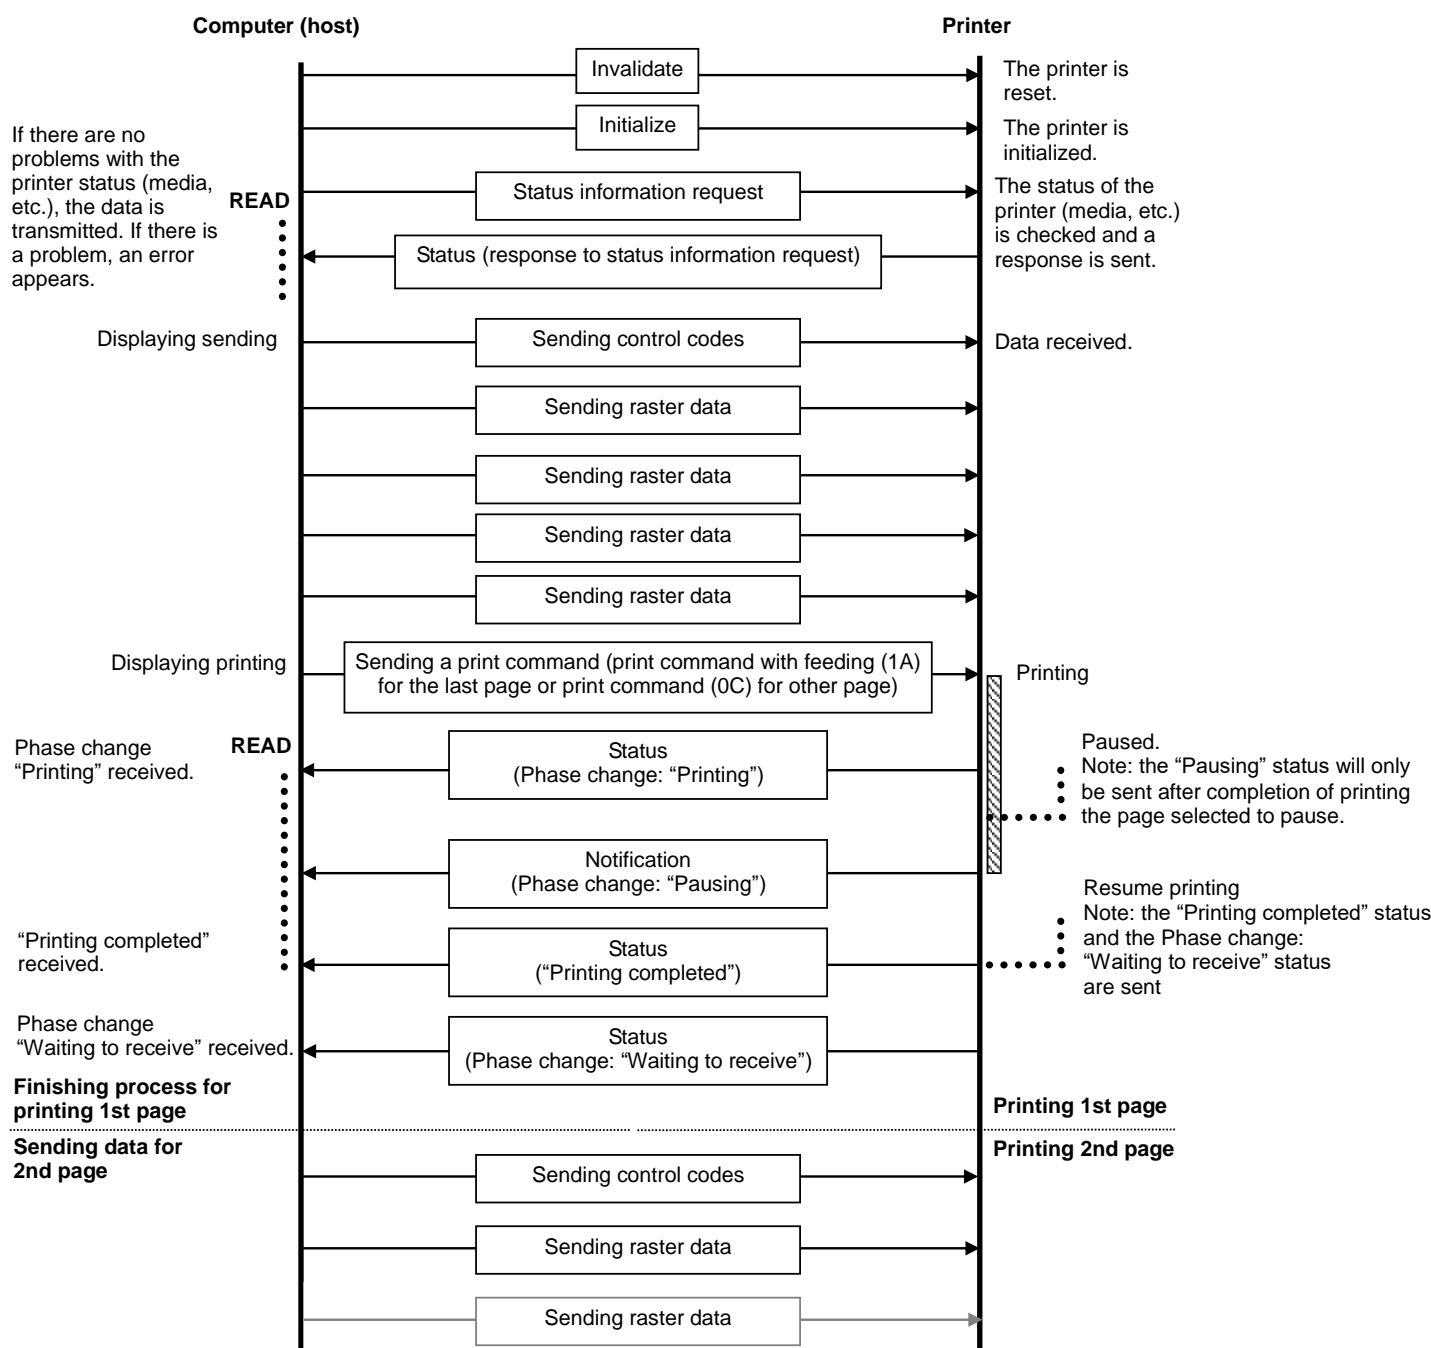 Computer (host)
Printer
Invalidate
The printer is
reset.
Initialize
The printer is
initialized.
If there are no
problems with the
printer status (media,
etc.), the data is
transmitted. If there is
a problem, an error
appears.
READ
Status information request
The status of the
printer (media, etc.)
is checked and a
response is sent.
Status (response to status information request)
Displaying sending
Sending control codes
Data received.
Sending raster data
Sending raster data
Sending raster data
Sending raster data
Displaying printing
Sending a print command (print command with feeding (1A)
for the last page or print command (0C) for other page)
Printing
Phase change
“Printing” received.
READ
Status
(Phase change: “Printing”)
Paused.
Note: the “Pausing” status will only
be sent after completion of printing
the page selected to pause.
Notification
(Phase change: “Pausing”)
Resume printing
Note: the “Printing completed” status
and the Phase change:
“Waiting to receive” status
are sent
“Printing completed”
received.
Status
(“Printing completed”)
Phase change
“Waiting to receive” received.
Status
(Phase change: “Waiting to receive”)
Finishing process for
printing 1st page
Printing 1st page
Sending data for
2nd page
Printing 2nd page
Sending control codes
Sending raster data
Sending raster data